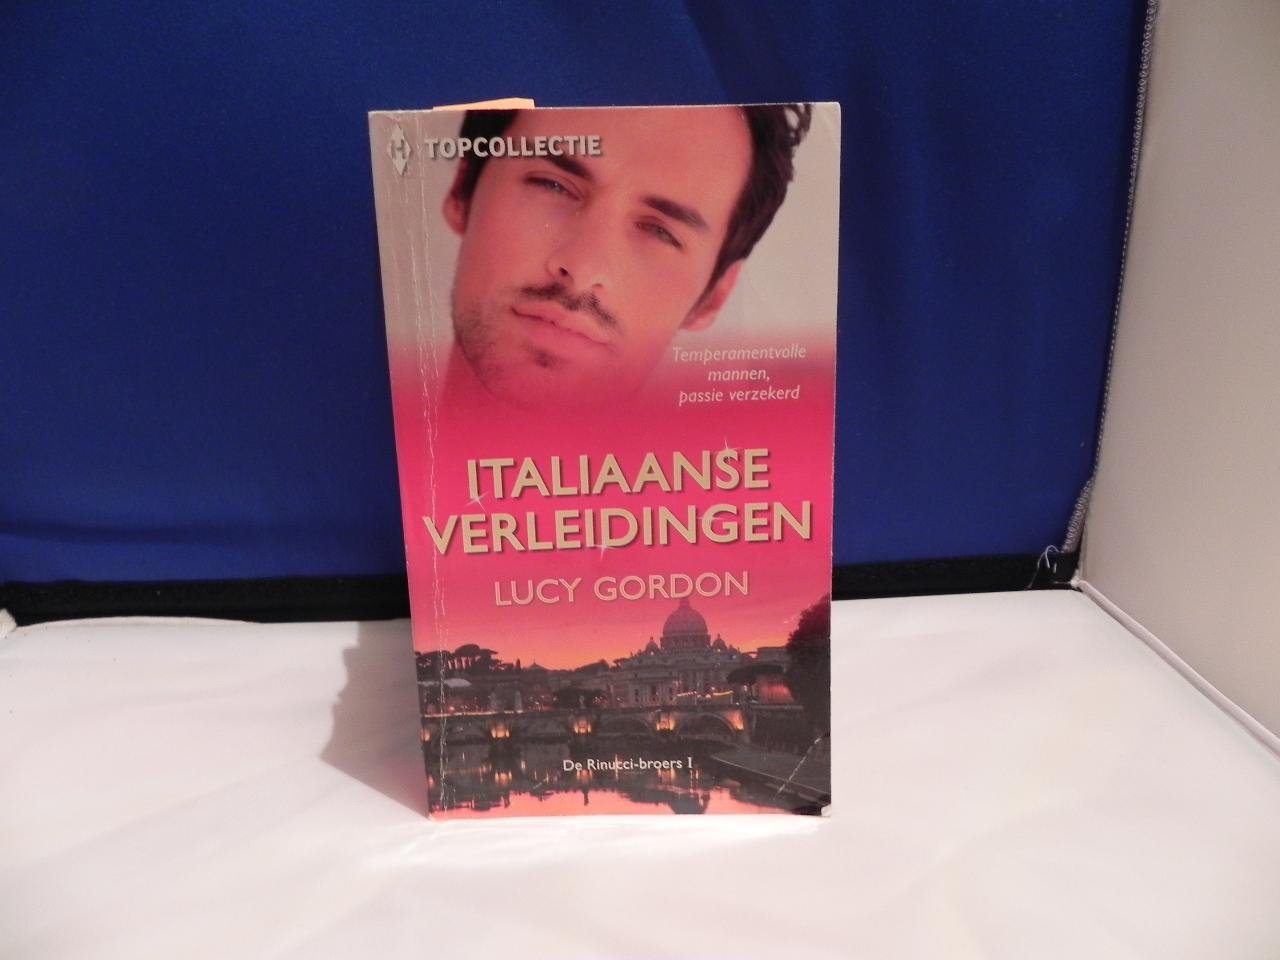 H TOPCOLLECTIE
Temperamentvolle
mannen,
passie verzekerd
ITALIAANSE
VERLEIDINGEN
LUCY GORDON
De Rinucci-broers I